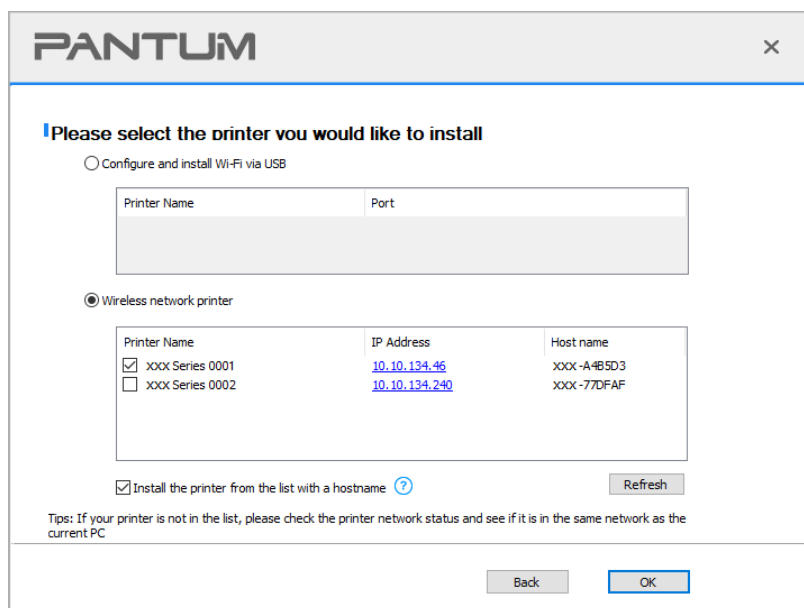 PANTUM
Please select the printer you would like to install
Configure and install Wi-Fi via USB
Printer Name Port
Wireless network printer
Printer Name IP Address Host name
XXX Series 0001 10.10.134.46 XXX-A4B5D3
XXX Series 0002 10.10.134.240 XXX-77DFAF
Install the printer from the list with a hostname ?
Refresh
Tips: If your printer is not in the list, please check the printer network status and see if it is in the same network as the
current PC
Back OK